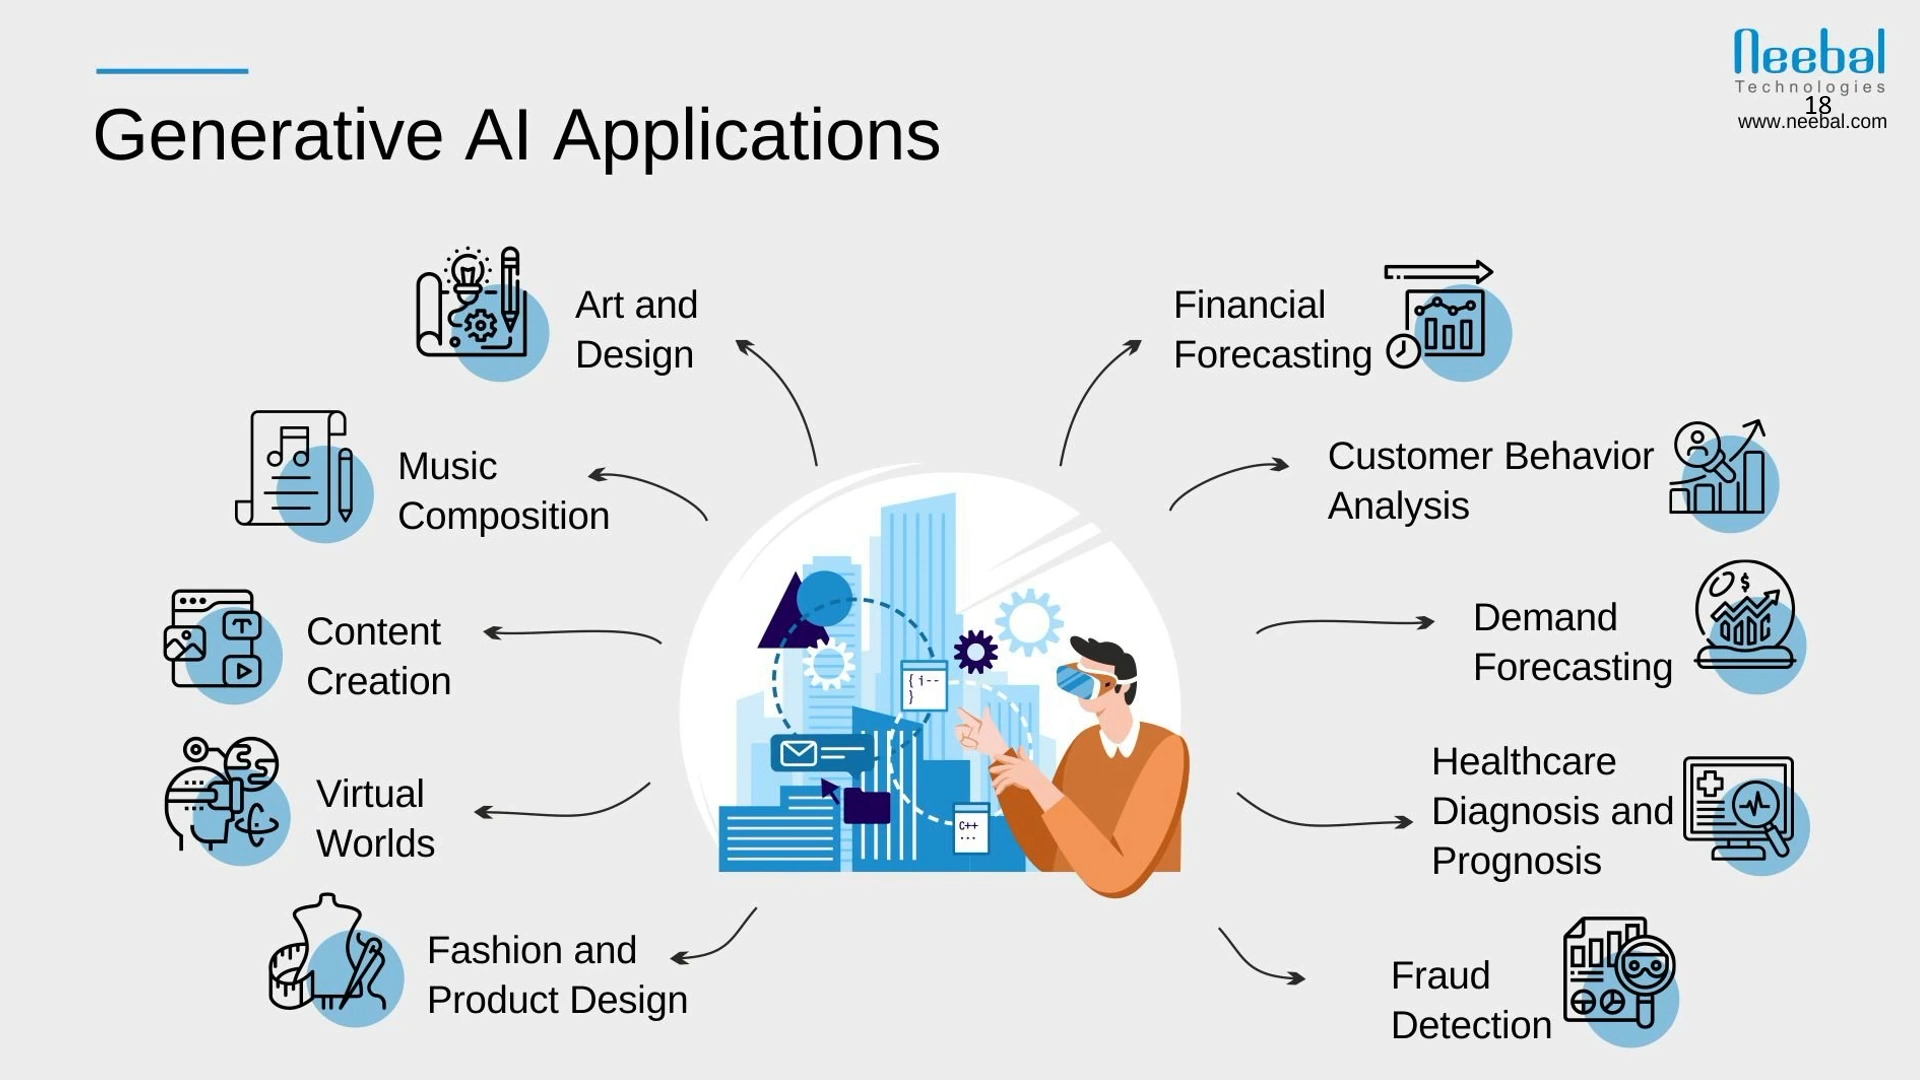 neebal
Technologies
18
www.neebal.com
Generative AI Applications
Art and
Design
Financial
Forecasting
Music
Composition
Customer Behavior
Analysis
Content
Creation
Demand
Forecasting
Virtual
Worlds
Healthcare
Diagnosis and
Prognosis
Fashion and
Product Design
Fraud
Detection
{ i--
}
C++
...
T
$